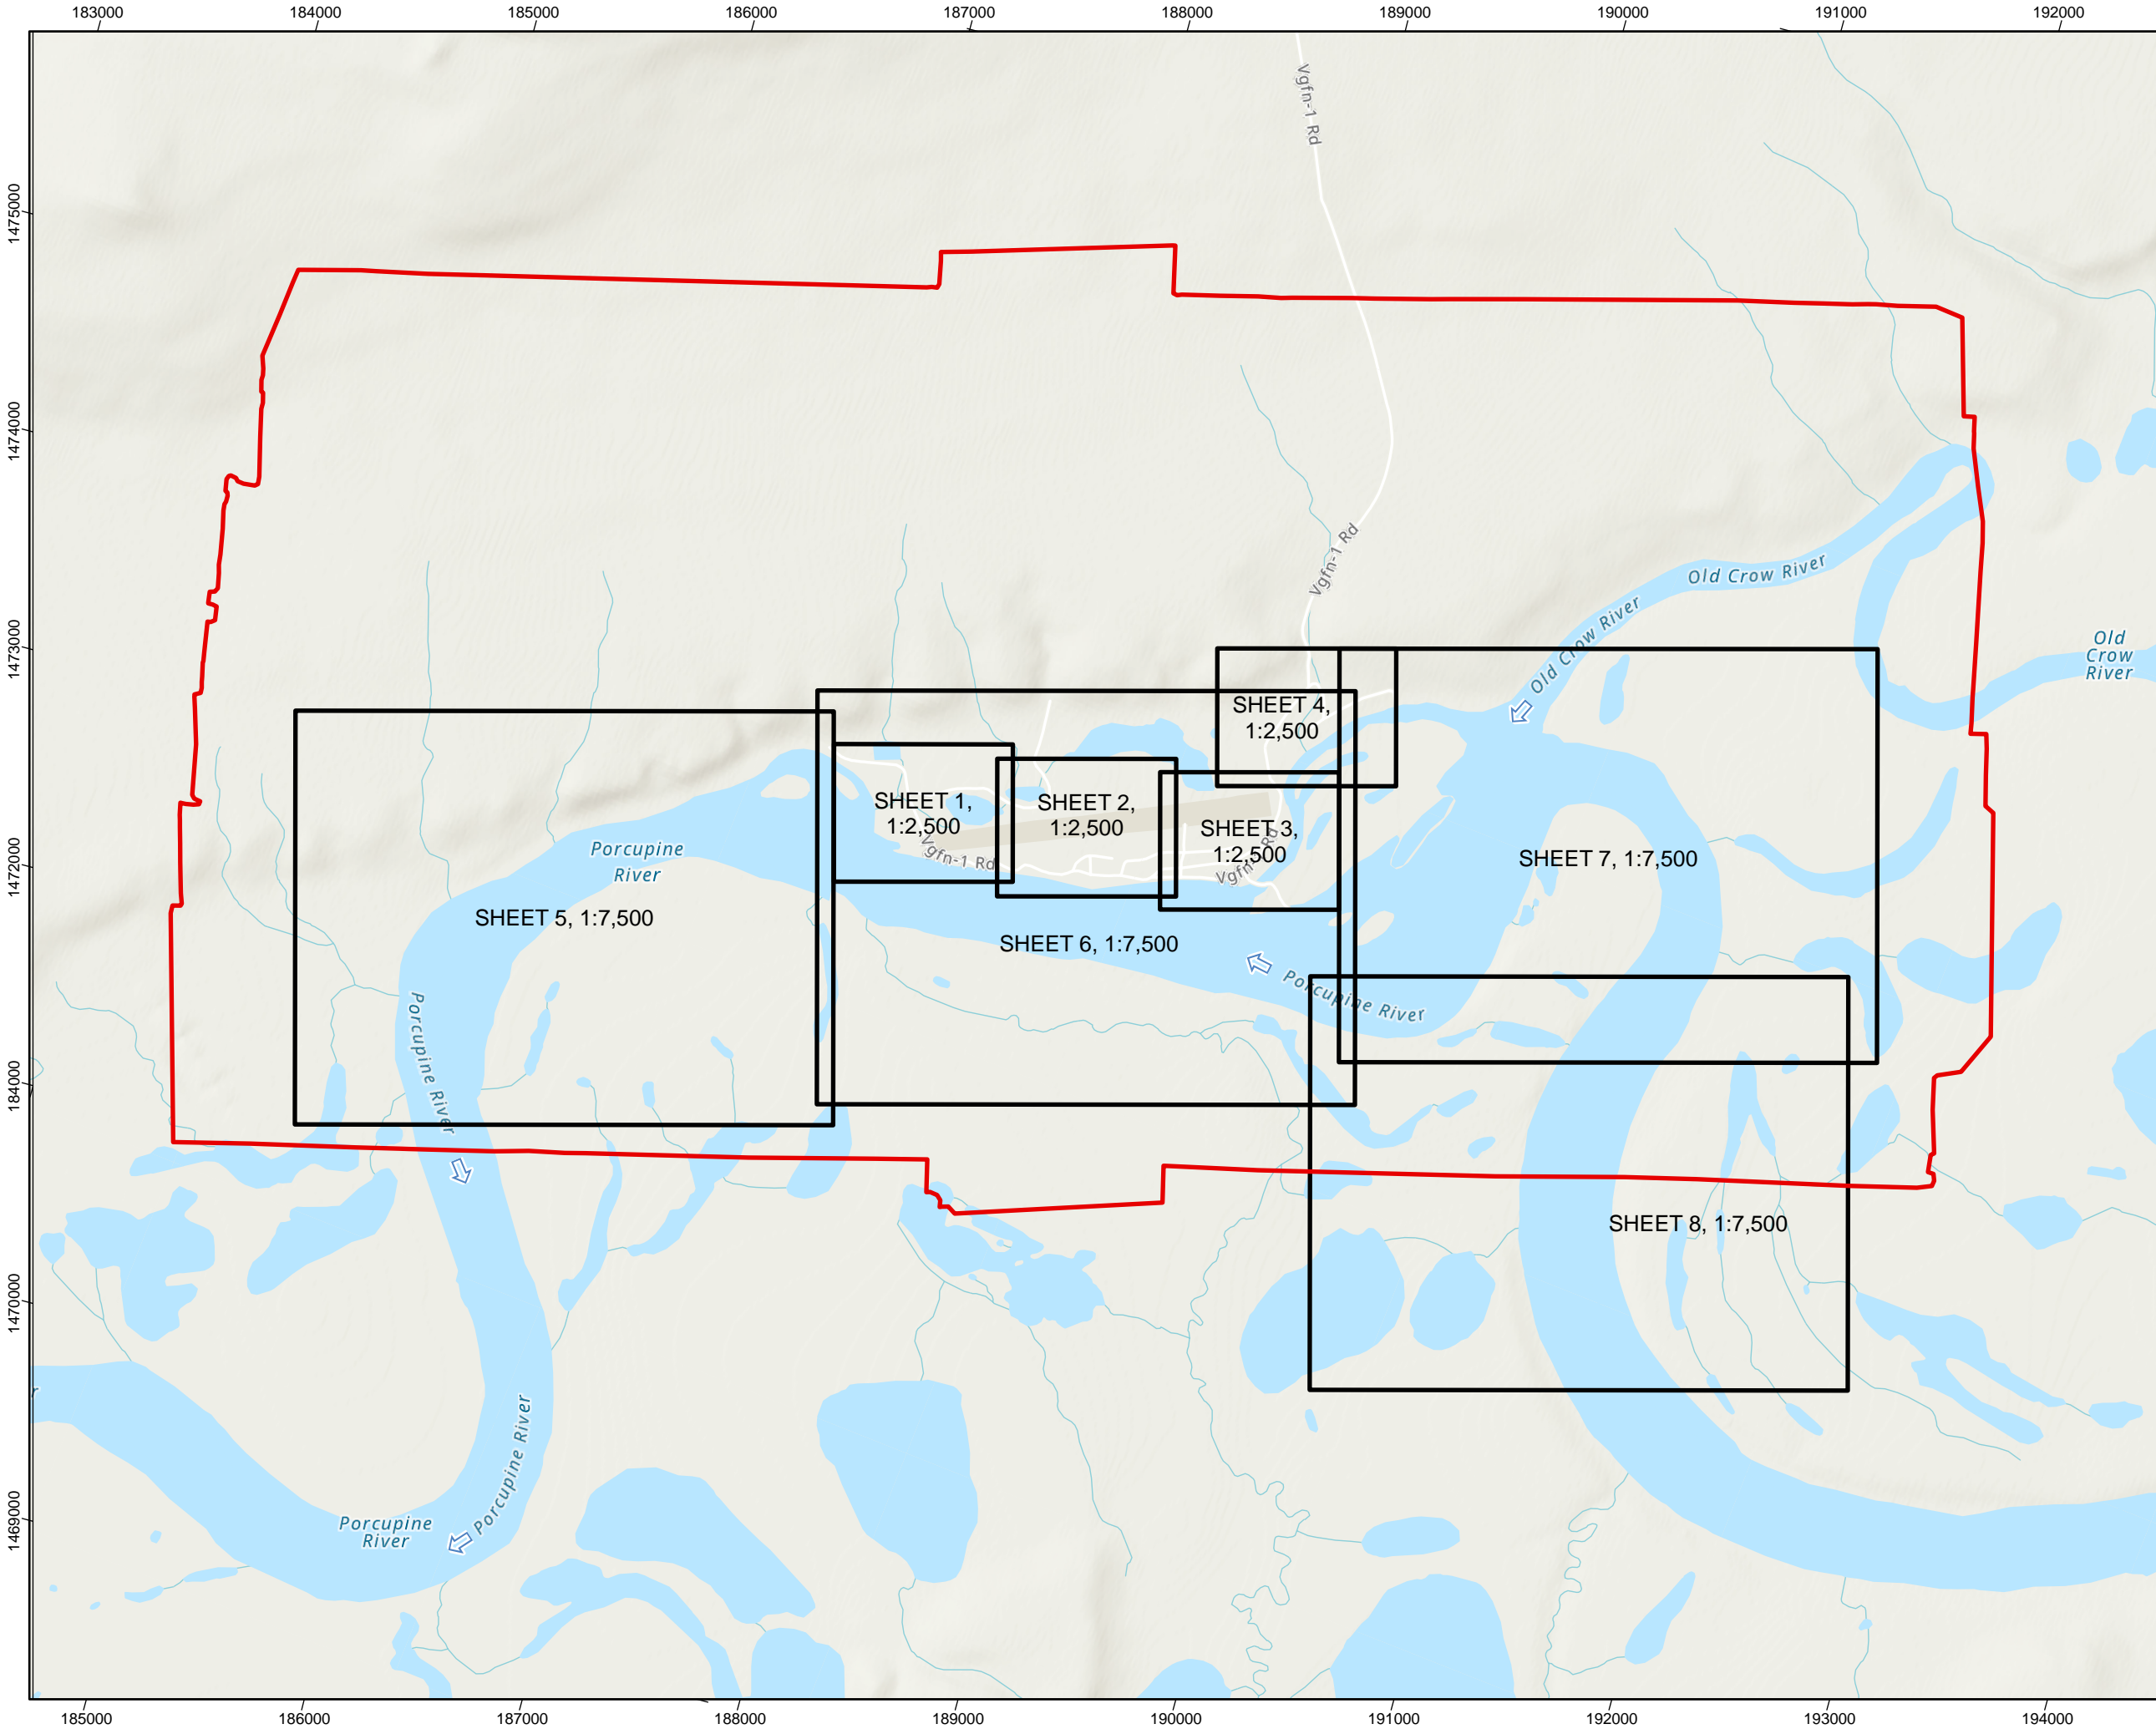 183000 184000 185000 186000 187000 188000 189000 190000 191000 192000
Vgfn-1 Rd
1475000
1474000
Vgfn-1 Rd
Old Crow River
Old Crow River
Old
Crow
River
1473000
SHEET 4,
1:2,500
SHEET 1,
1:2,500
SHEET 2,
1:2,500
SHEET 3,
1:2,500
Vgfn-1 Rd
Vgfn-1 Rd
Porcupine
River
SHEET 7, 1:7,500
1472000
SHEET 5, 1:7,500
SHEET 6, 1:7,500
Porcupine River
Porcupine River
184000
SHEET 8, 1:7,500
1470000
Porcupine River
Porcupine
River
1469000
185000 186000 187000 188000 189000 190000 191000 192000 193000 194000